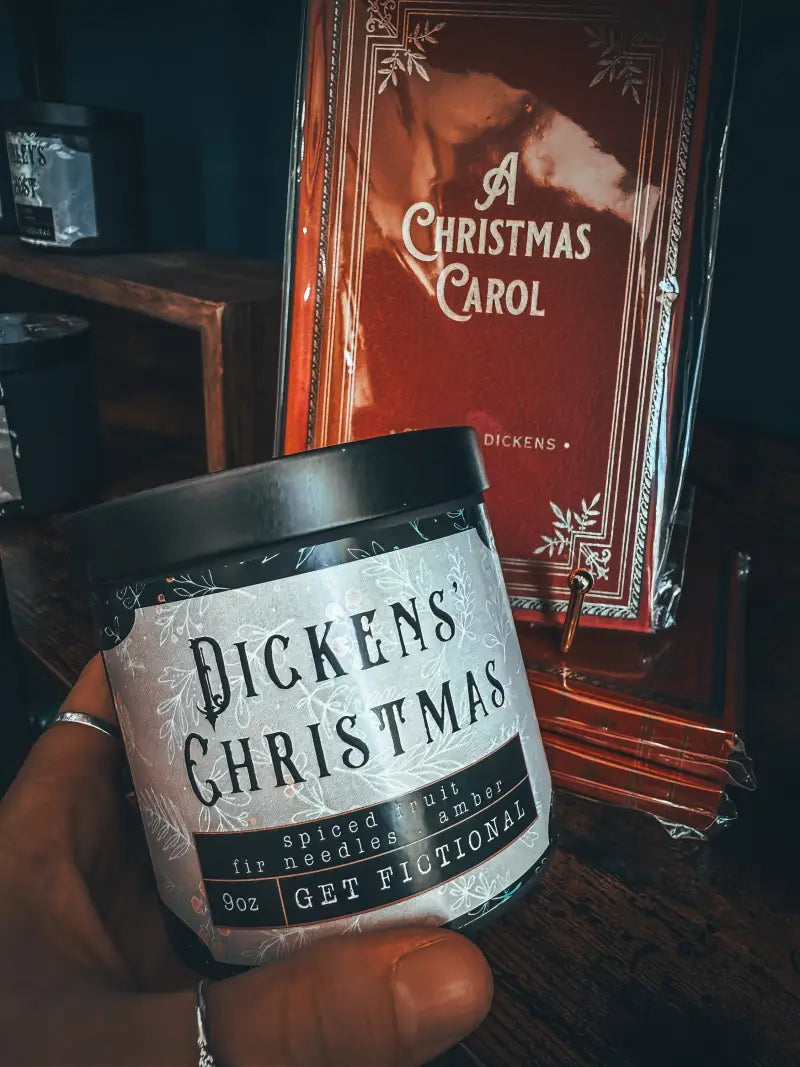 A
CHRISTMAS
CAROL
DICKENS •
DICKENS'
CHRISTMAS
spiced fruit
fir needles . amber
9oz
GET FICTIONAL